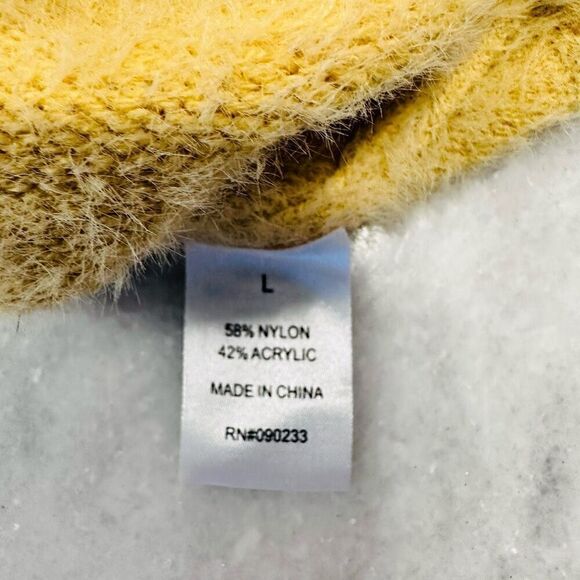 L
58% NYLON
42% ACRYLIC
MADE IN CHINA
RN#090233